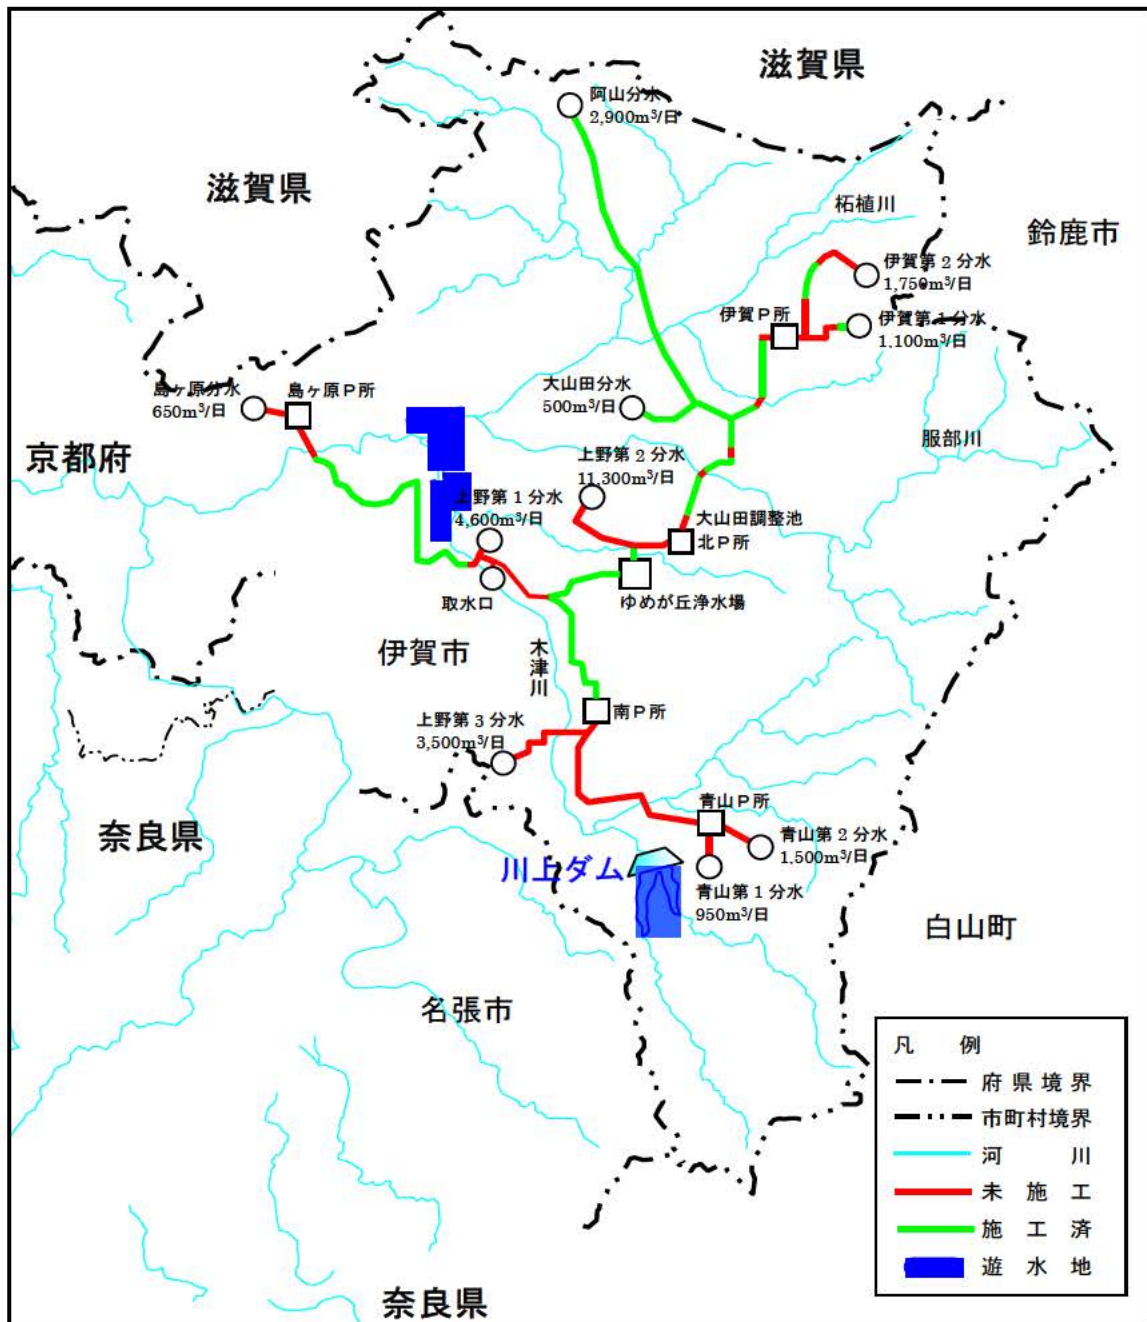 滋賀県
阿山分水
2,900m³/日
滋賀県
柘植川
鈴鹿市
伊賀第2分水
1,750m³/日
伊賀P所
伊賀第1分水
1,100m³/日
島ヶ原分水
650m³/日
島ヶ原P所
大山田分水
500m³/日
京都府
服部川
上野第2分水
11,300m³/日
上野第1分水
4,600m³/日
大山田調整池
北P所
取水口
ゆめが丘浄水場
伊賀市
木津川
南P所
上野第3分水
3,500m³/日
青山P所
奈良県
青山第2分水
1,500m³/日
川上ダム
青山第1分水
950m³/日
白山町
名張市
凡例
府県境界
市町村境界
河川
未施工
施工済
遊水地
奈良県